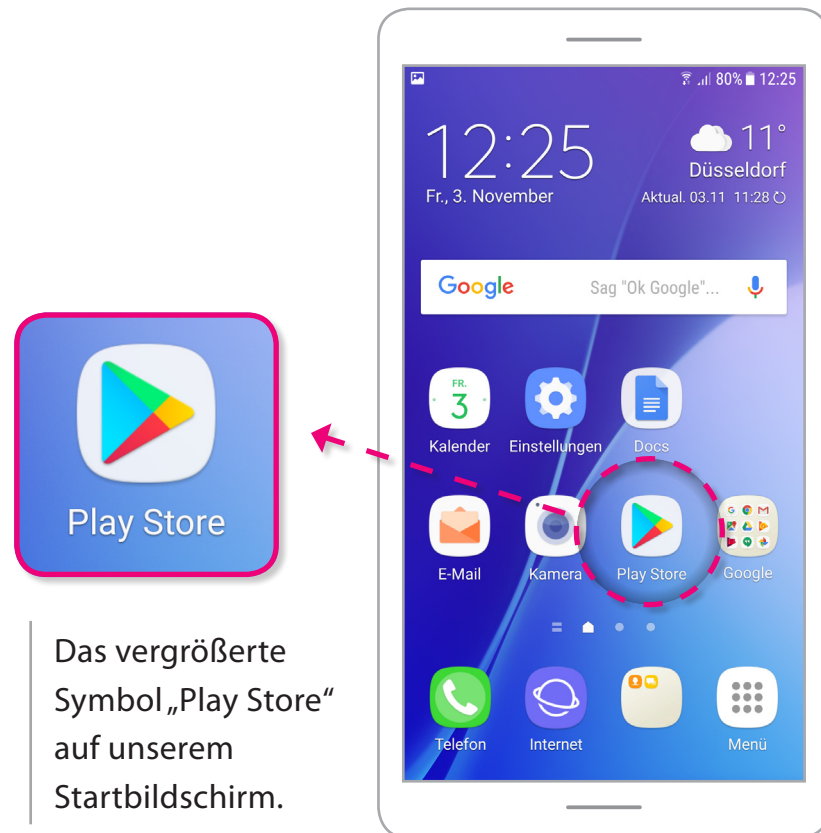 80% 12:25
12:25
11°
Düsseldorf
Fr., 3. November
Aktual. 03.11 11:28
Google
Sag "Ok Google"...
FR.
3
Kalender
Einstellungen
Docs
E-Mail
Kamera
Play Store
Google
Telefon
Internet
Menü
Play Store
Das vergrößerte
Symbol „Play Store“
auf unserem
Startbildschirm.